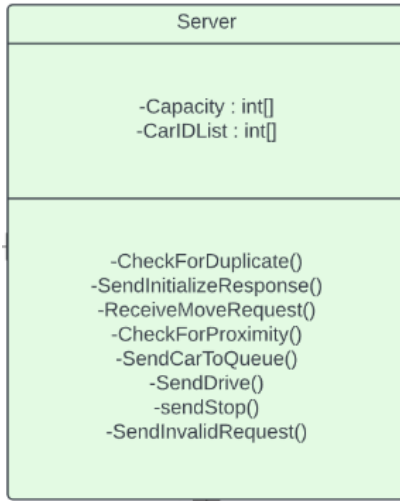 Server
-Capacity : int[]
-CarIDList : int[]
-CheckForDuplicate()
-SendInitializeResponse()
-ReceiveMoveRequest()
-CheckForProximity()
-SendCarToQueue()
-SendDrive()
-sendStop()
-SendInvalidRequest()